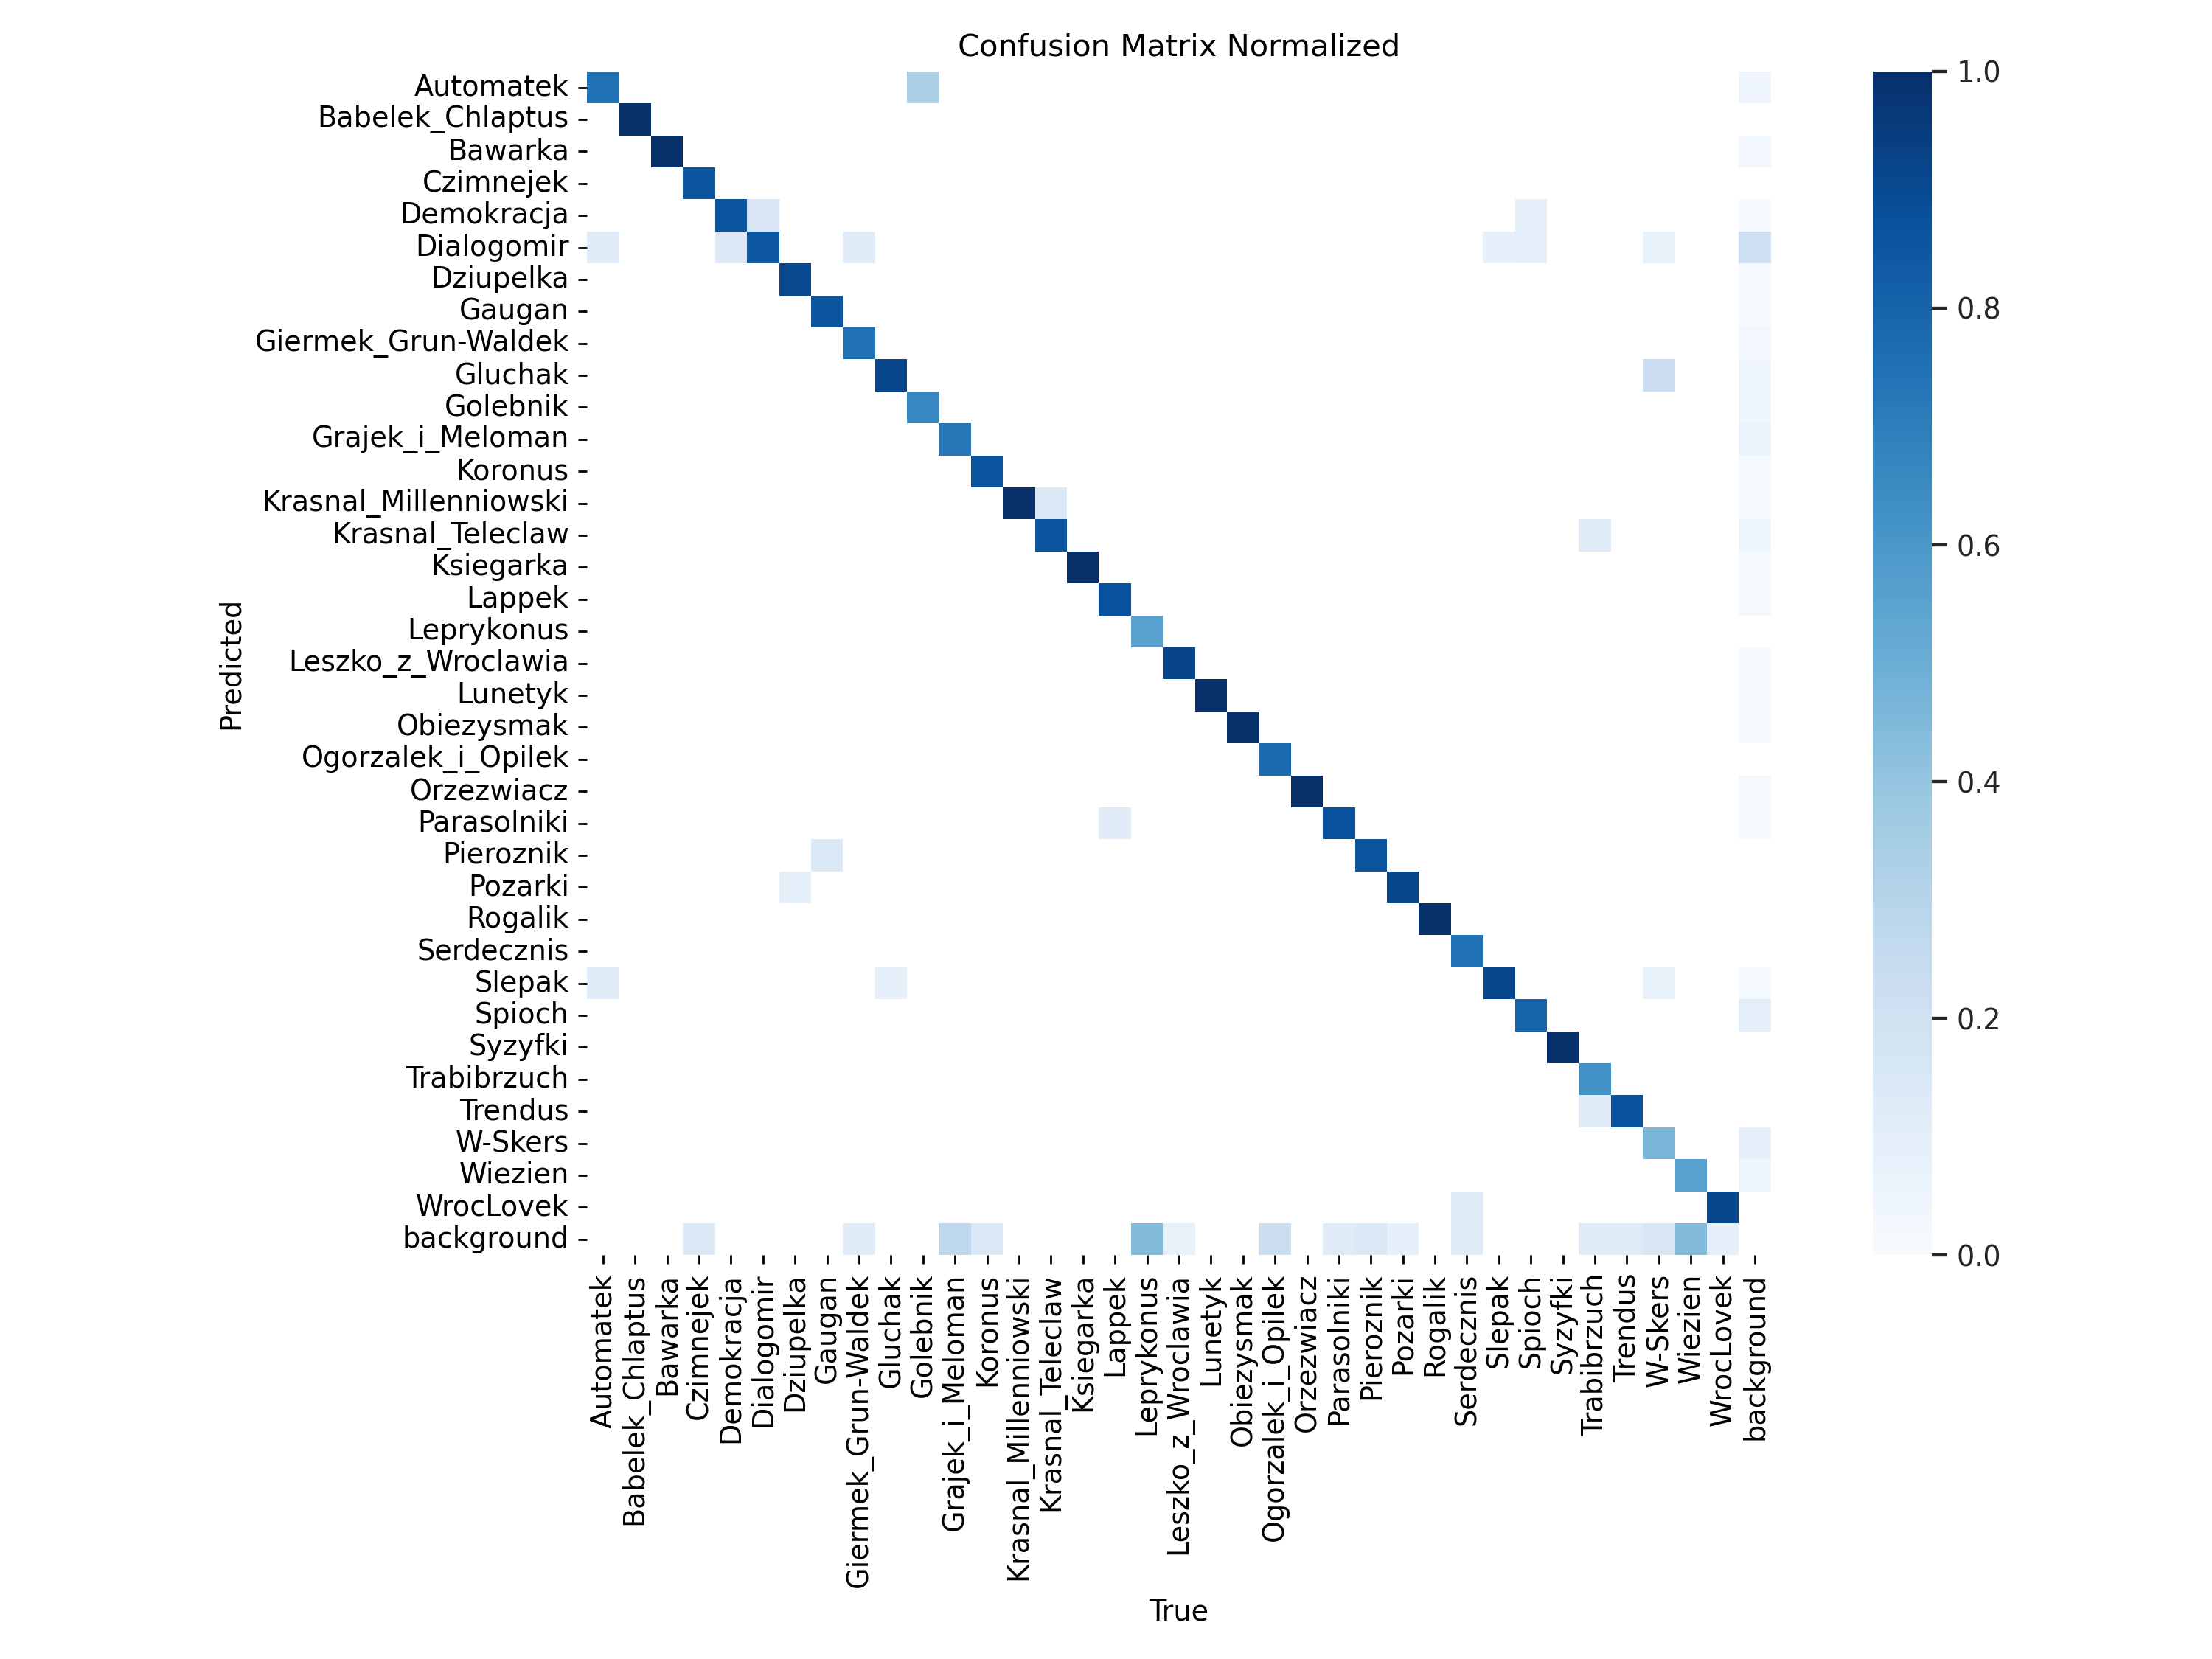 Confusion Matrix Normalized
Automatek
Babelek_Chlaptus
Bawarka
Czimnejek
Demokracja
Dialogomir
Dziupelka
Gaugan
Giermek_Grun-Waldek
Gluchak
Golebnik
Grajek_i_Meloman
Koronus
Krasnal_Millenniowski
Krasnal_Teleclaw
Ksiegarka
Lappek
Leprykonus
Leszko_z_Wroclawia
Lunetyk
Obiezysmak
Ogorzalek_i_Opilek
Orzezwiacz
Parasolniki
Pieroznik
Pozarki
Rogalik
Serdecznis
Slepak
Spioch
Syzyfki
Trabibrzuch
Trendus
W-Skers
Wiezien
WrocLovek
background
Predicted
Automatek
Babelek_Chlaptus
Bawarka
Czimnejek
Demokracja
Dialogomir
Dziupelka
Gaugan
Giermek_Grun-Waldek
Gluchak
Golebnik
Grajek_i_Meloman
Koronus
Krasnal_Millenniowski
Krasnal_Teleclaw
Ksiegarka
Lappek
Leprykonus
Leszko_z_Wroclawia
Lunetyk
Obiezysmak
Ogorzalek_i_Opilek
Orzezwiacz
Parasolniki
Pieroznik
Pozarki
Rogalik
Serdecznis
Slepak
Spioch
Syzyfki
Trabibrzuch
Trendus
W-Skers
Wiezien
WrocLovek
background
True
1.0
0.8
0.6
0.4
0.2
0.0